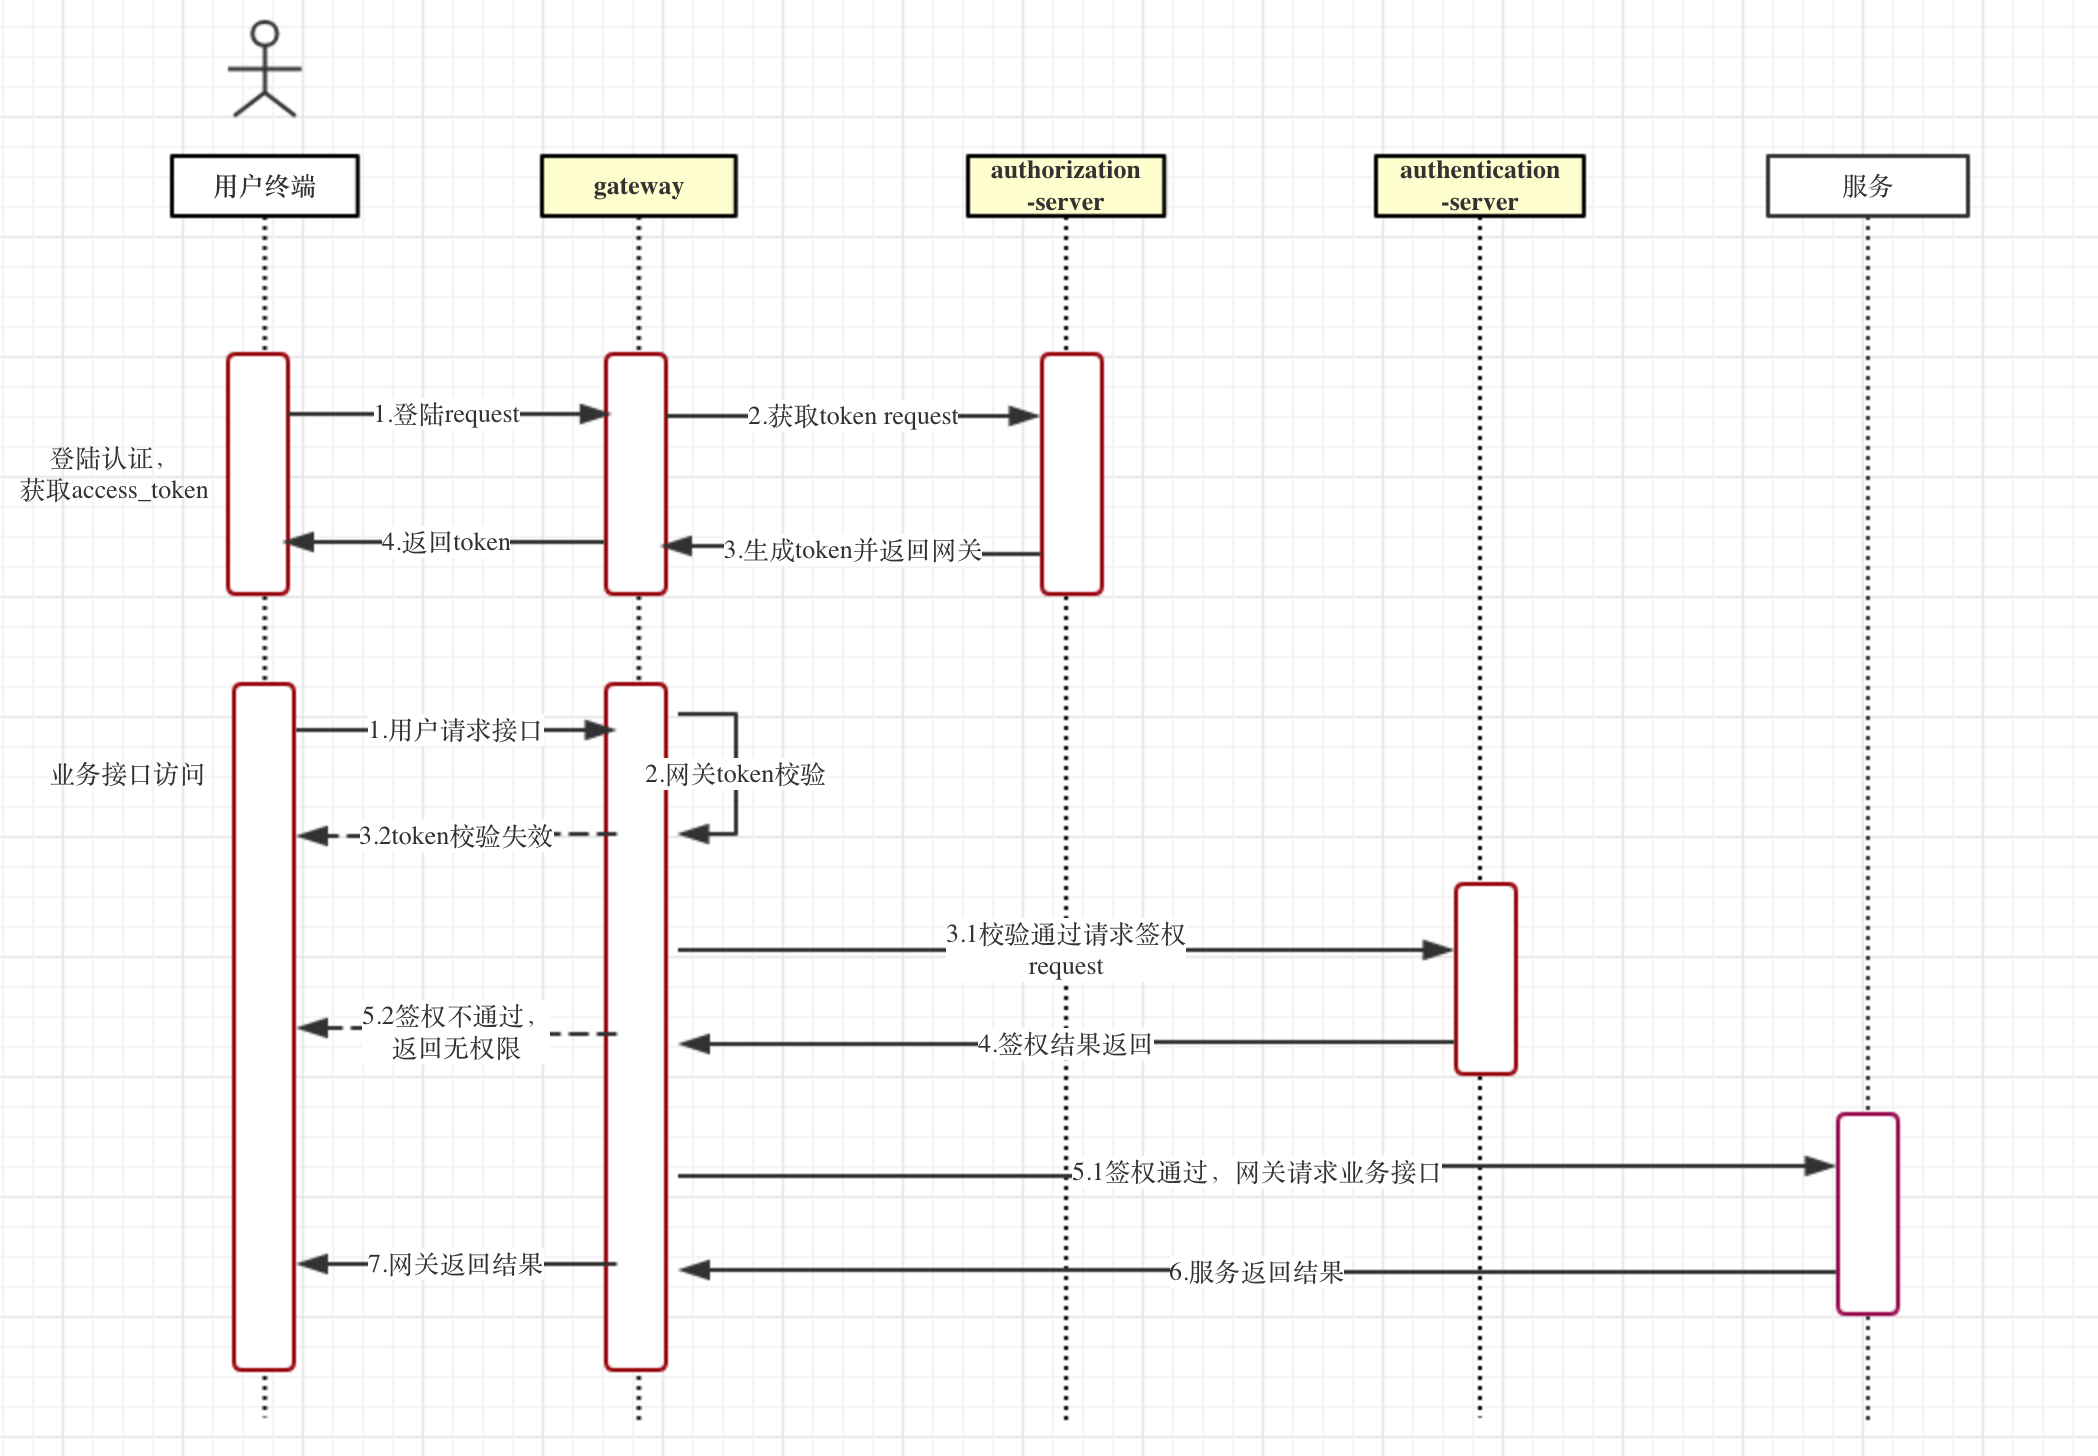 用户终端
gateway
authorization
-server
authentication
-server
服务
1.登陆request
2.获取token request
登陆认证，
获取access_token
4.返回token
3.生成token并返回网关
1.用户请求接口
2.网关token校验
业务接口访问
3.2token校验失效
3.1校验通过请求签权
request
5.2签权不通过，
返回无权限
4.签权结果返回
5.1签权通过，网关请求业务接口
7.网关返回结果
6.服务返回结果